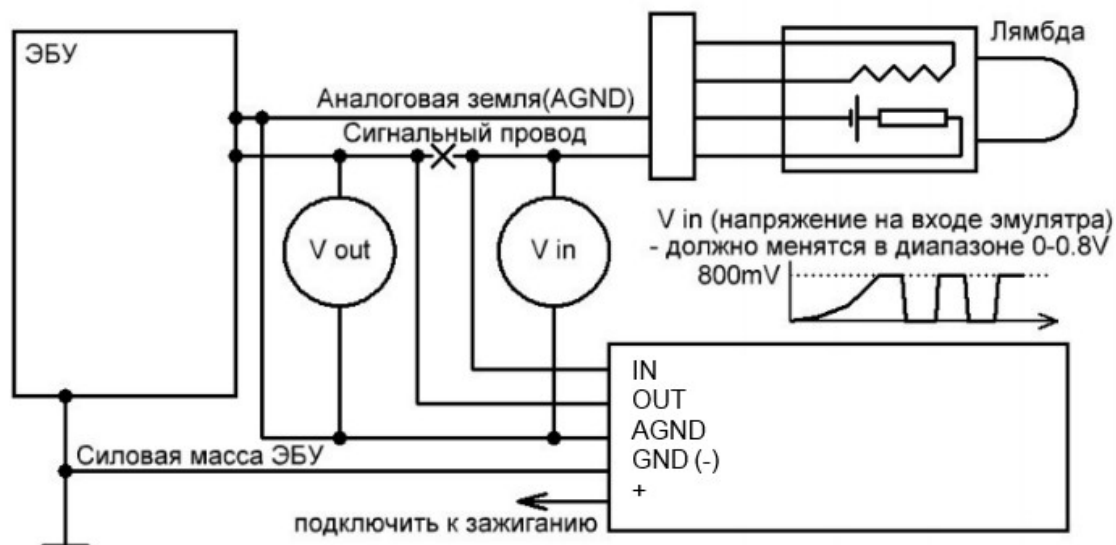 ЭБУ
Лямбда
Аналоговая земля(AGND)
Сигнальный провод
V out
V in
V in (напряжение на входе эмулятра)
- должно менятся в диапазоне 0-0.8V
800mV
IN
OUT
AGND
GND (-)
+
Силовая масса ЭБУ
подключить к зажиганию